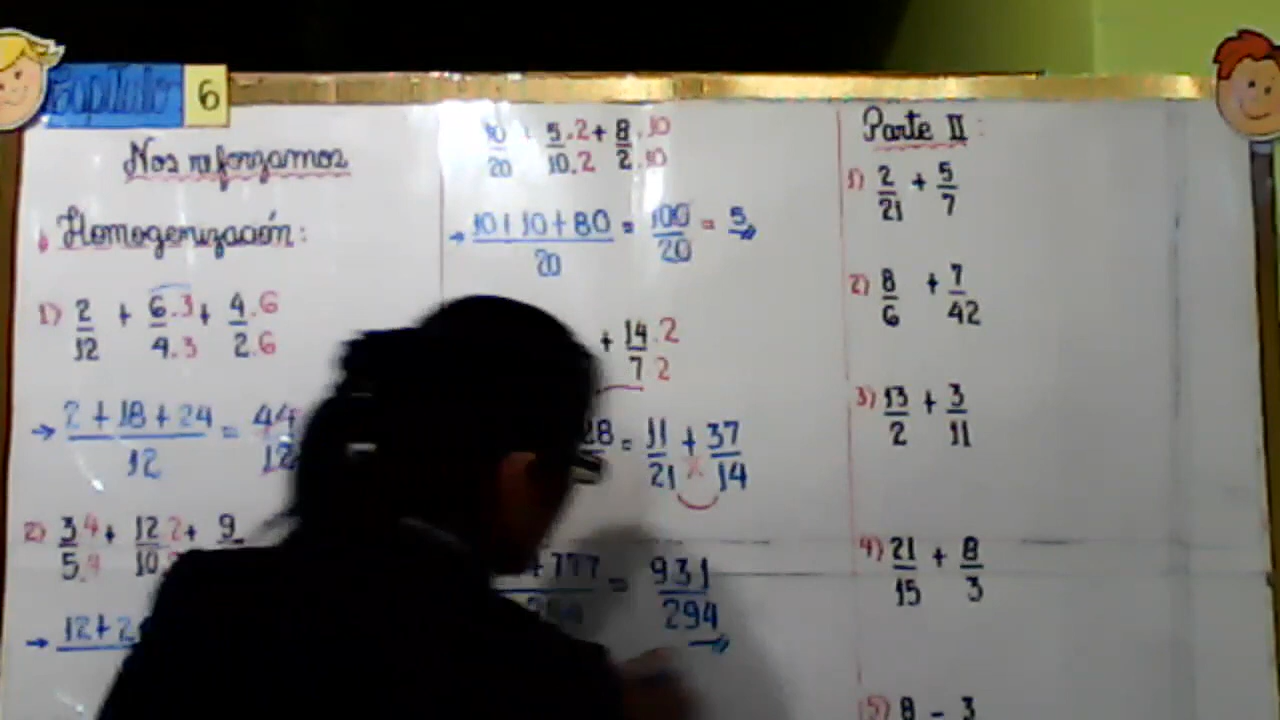 Capítulo 6
Nos reforzamos
Homogenización:
1) 2/12 + 6.3/4.3 + 4.6/2.6
→ 2 + 18 + 24/12 = 44/12
2) 3 4/5.4 + 12 2/10 + 9
→ 12 + 2
10/20 + 5.2/10.2 + 8.10/2.10
→ 10 + 10 + 80/20 = 100/20 = 5
+ 14.2/7 2
28 = 11/21 + 37/14
+ 777 = 931/294
Parte II:
1) 2/21 + 5/7
2) 8/6 + 7/42
3) 13/2 + 3/11
4) 21/15 + 8/3
5) 8 - 3